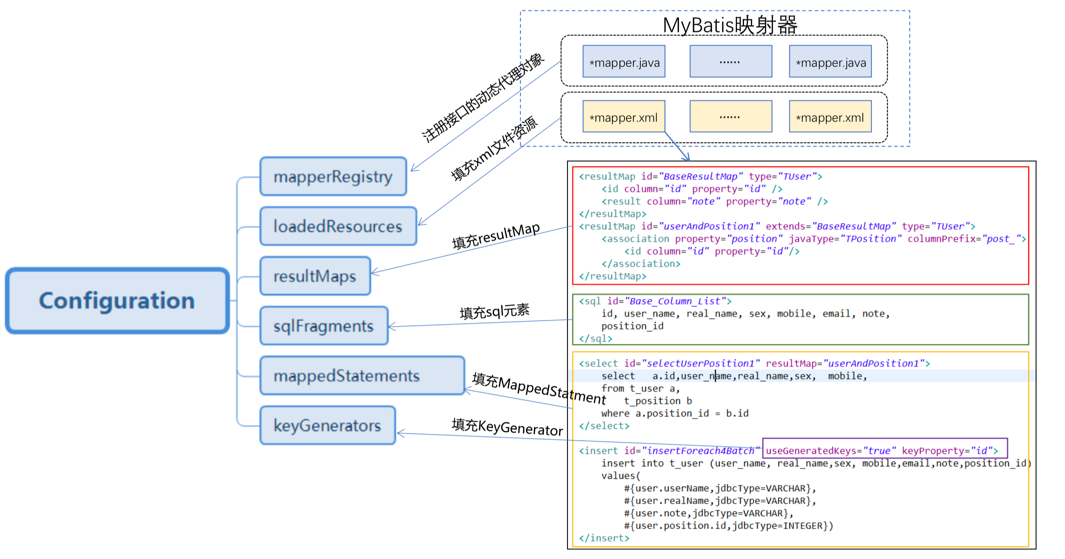 MyBatis映射器
*mapper.java
······
*mapper.java
*mapper.xml
······
*mapper.xml
注册接口的动态代理对象
填充xml文件资源
填充resultMap
填充sql元素
填充MappedStatment
填充KeyGenerator
Configuration
mapperRegistry
loadedResources
resultMaps
sqlFragments
mappedStatements
keyGenerators
<resultMap id="BaseResultMap" type="TUser">
<id column="id" property="id" />
<result column="note" property="note" />
</resultMap>
<resultMap id="userAndPosition1" extends="BaseResultMap" type="TUser">
<association property="position" javaType="TPosition" columnPrefix="post_">
<id column="id" property="id"/>
</association>
</resultMap>
<sql id="Base_Column_List">
id, user_name, real_name, sex, mobile, email, note,
position_id
</sql>
<select id="selectUserPosition1" resultMap="userAndPosition1">
select a.id,user_name,real_name,sex, mobile,
from t_user a,
t_position b
where a.position_id = b.id
</select>
<insert id="insertForeach4Batch" useGeneratedKeys="true" keyProperty="id">
insert into t_user (user_name, real_name,sex, mobile,email,note,position_id)
values(
#{user.userName,jdbcType=VARCHAR},
#{user.realName,jdbcType=VARCHAR},
#{user.note,jdbcType=VARCHAR},
#{user.position.id,jdbcType=INTEGER})
</insert>